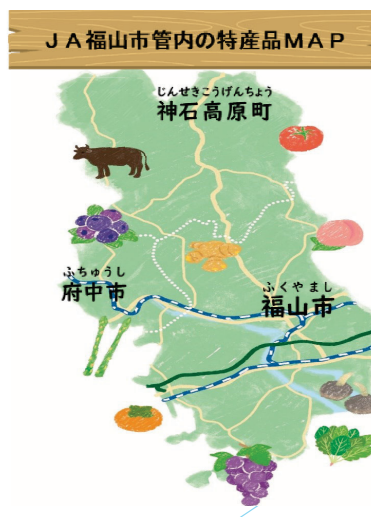 JA福山市管内の特産品MAP
じんせきこうげんちょう
神石高原町
ふちゅうし
府中市
ふくやまし
福山市